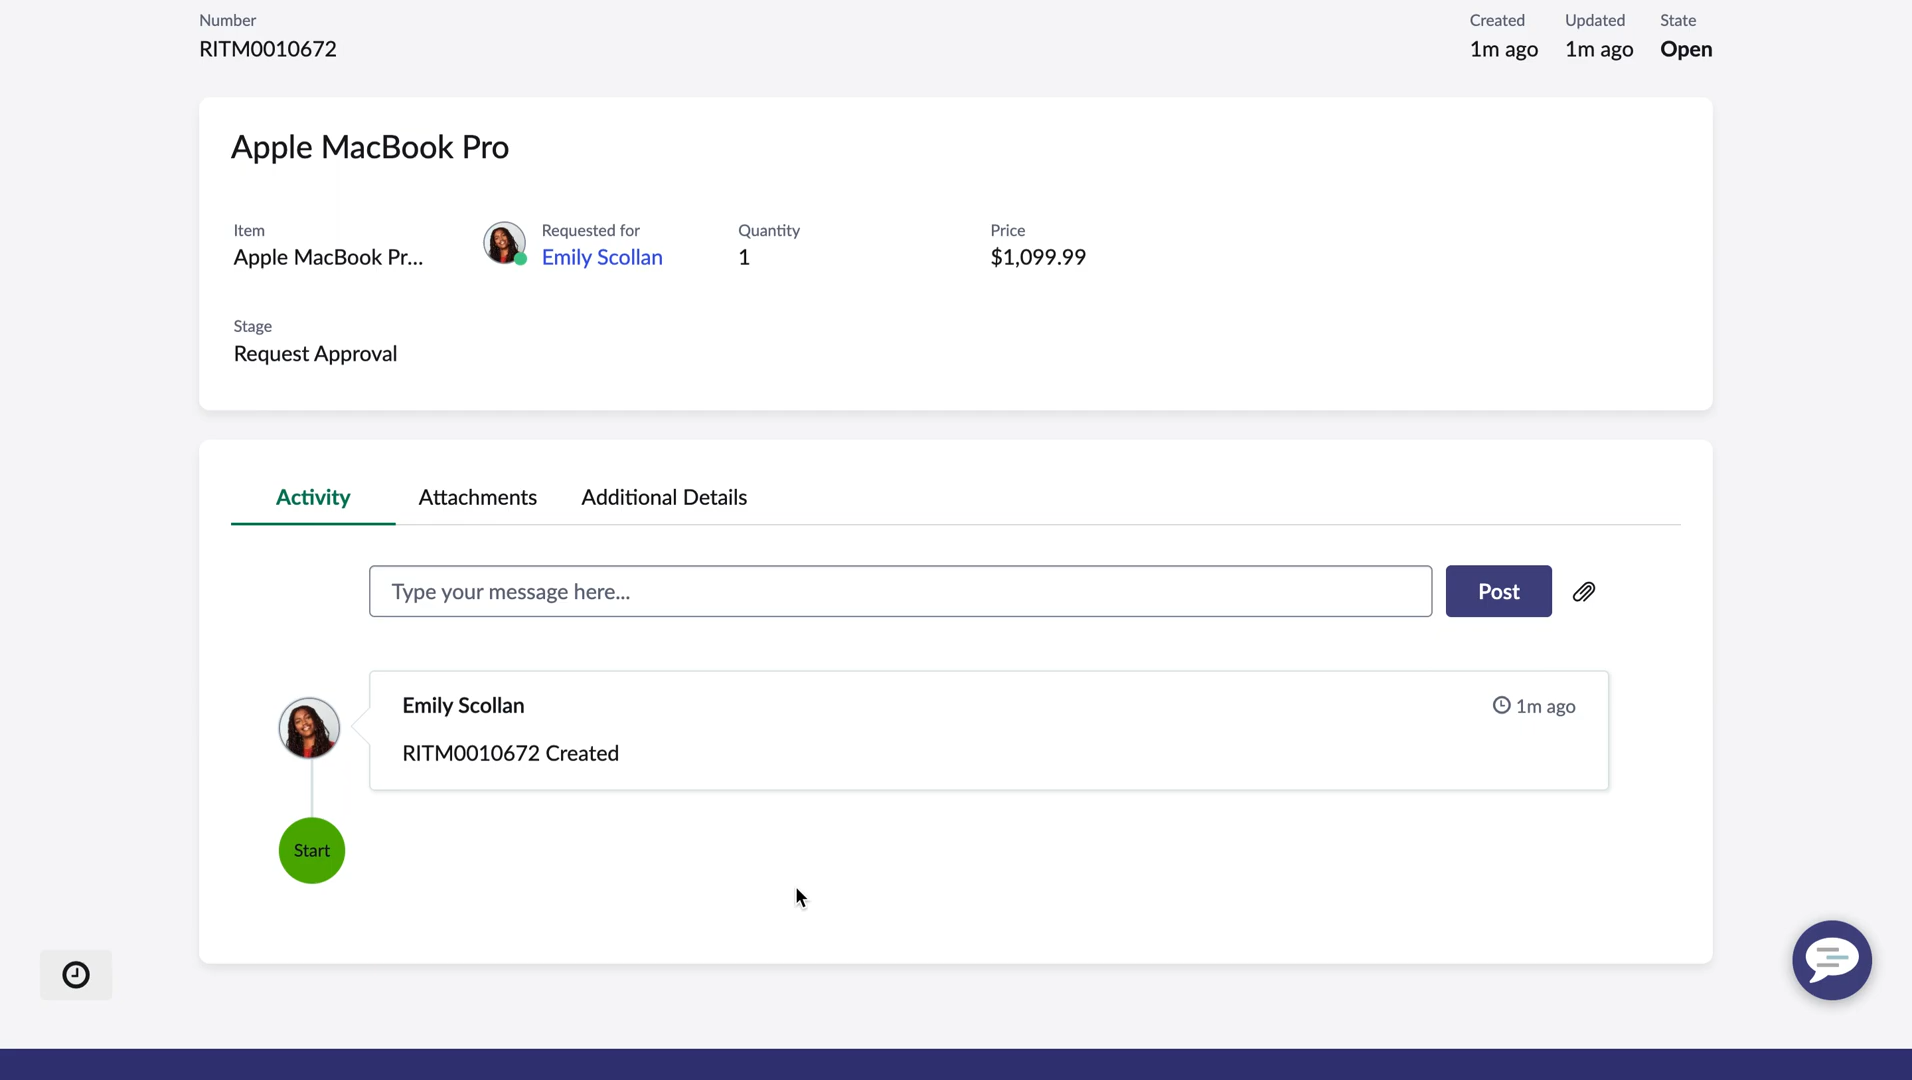 Number
RITM0010672
Created Updated State
1m ago 1m ago Open
Apple MacBook Pro
Item
Apple MacBook Pr...
Requested for
Emily Scollan
Quantity
1
Price
$1,099.99
Stage
Request Approval
Activity Attachments Additional Details
Type your message here...
Post
Emily Scollan
1m ago
RITM0010672 Created
Start